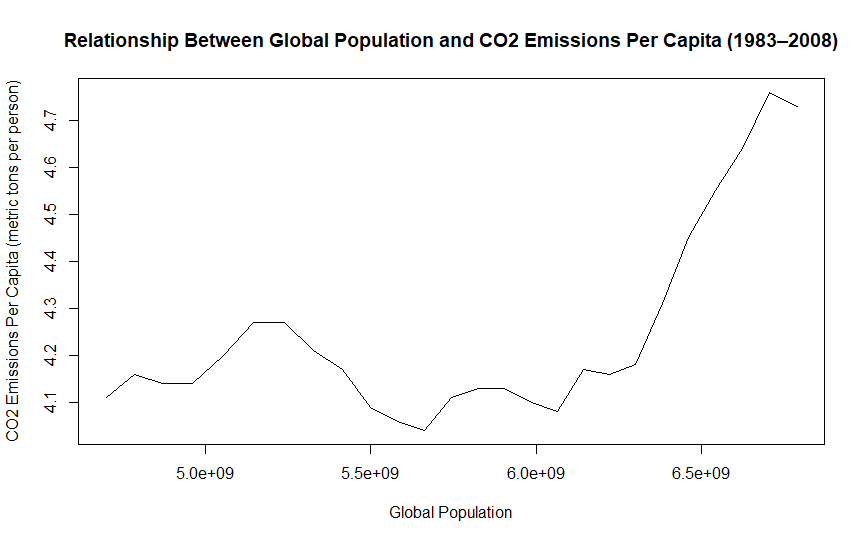 Relationship Between Global Population and CO2 Emissions Per Capita (1983–2008)
CO2 Emissions Per Capita (metric tons per person)
4.7
4.6
4.5
4.4
4.3
4.2
4.1
5.0e+09 5.5e+09 6.0e+09 6.5e+09
Global Population